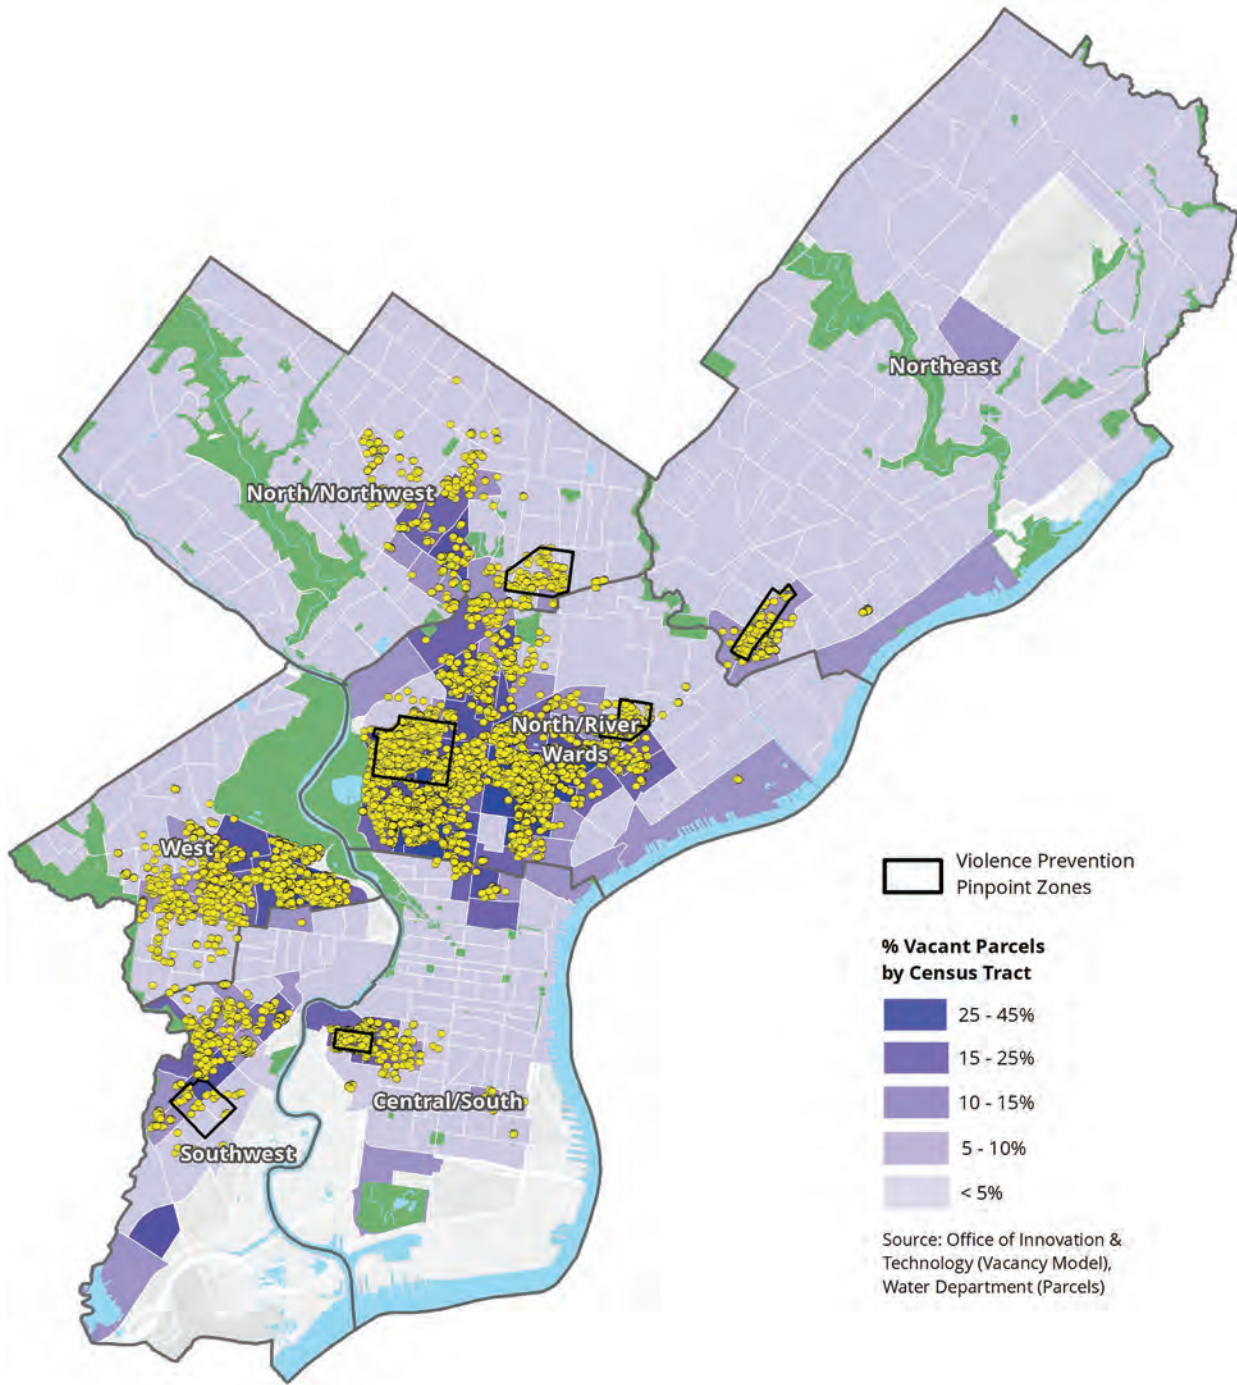 Northeast
North/Northwest
North/River
Wards
West
Central/South
Southwest
Violence Prevention
Pinpoint Zones
% Vacant Parcels
by Census Tract
25 - 45%
15 - 25%
10 - 15%
5 - 10%
< 5%
Source: Office of Innovation &
Technology (Vacancy Model),
Water Department (Parcels)